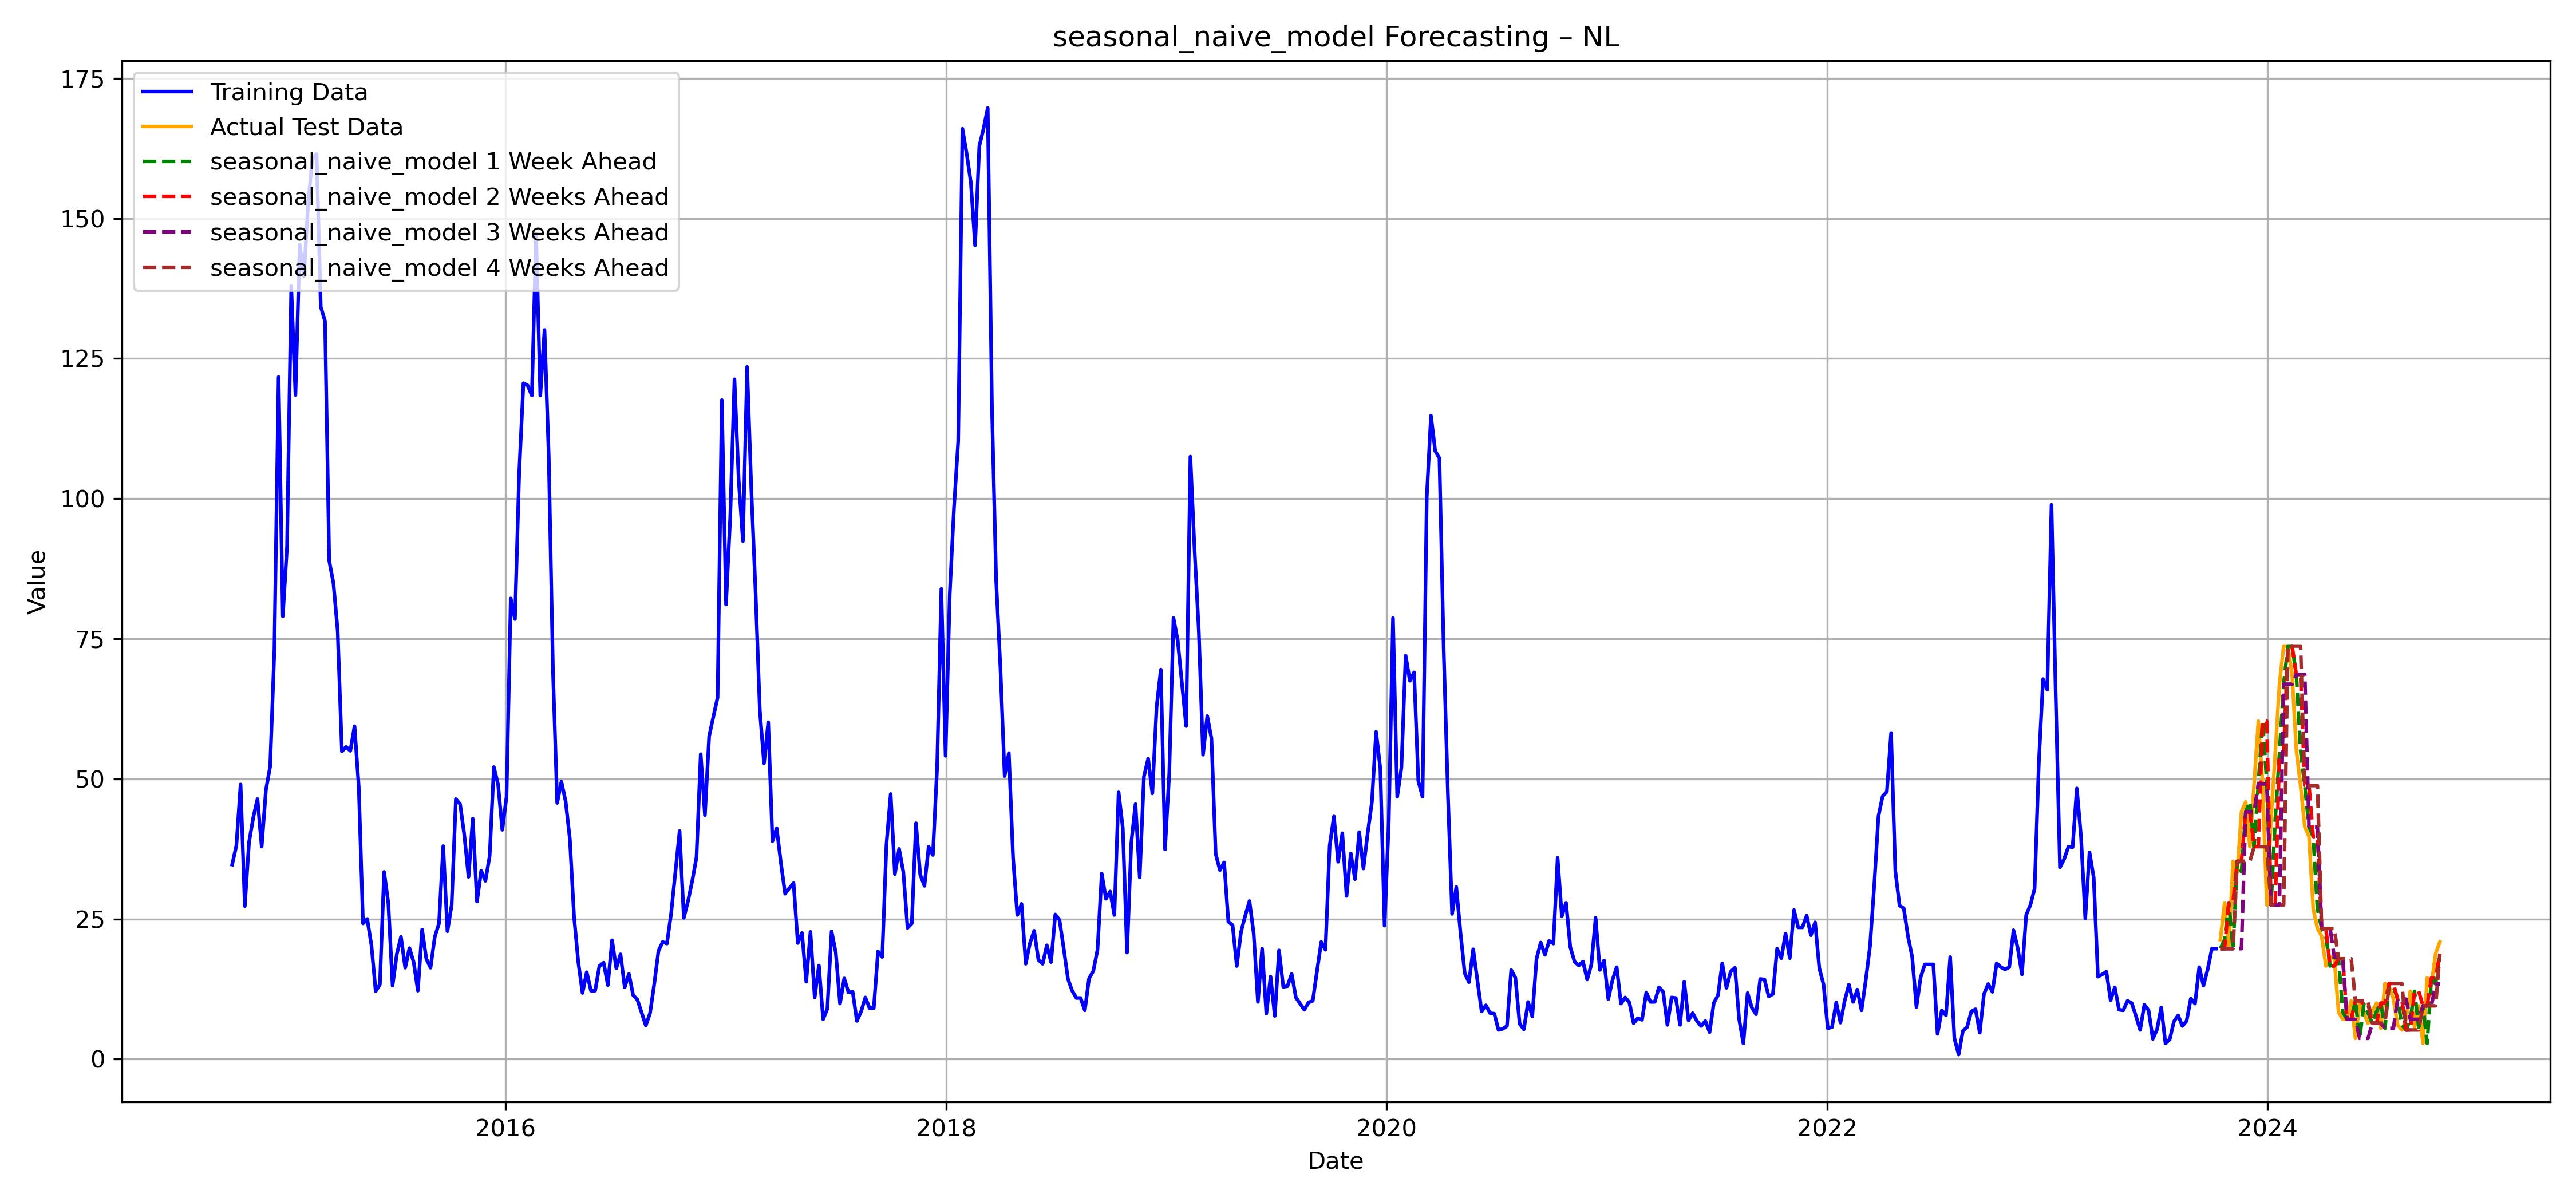 seasonal_naive_model Forecasting – NL
175
150
125
100
75
50
25
0
Value
Training Data
Actual Test Data
seasonal_naive_model 1 Week Ahead
seasonal_naive_model 2 Weeks Ahead
seasonal_naive_model 3 Weeks Ahead
seasonal_naive_model 4 Weeks Ahead
2016
2018
2020
2022
2024
Date